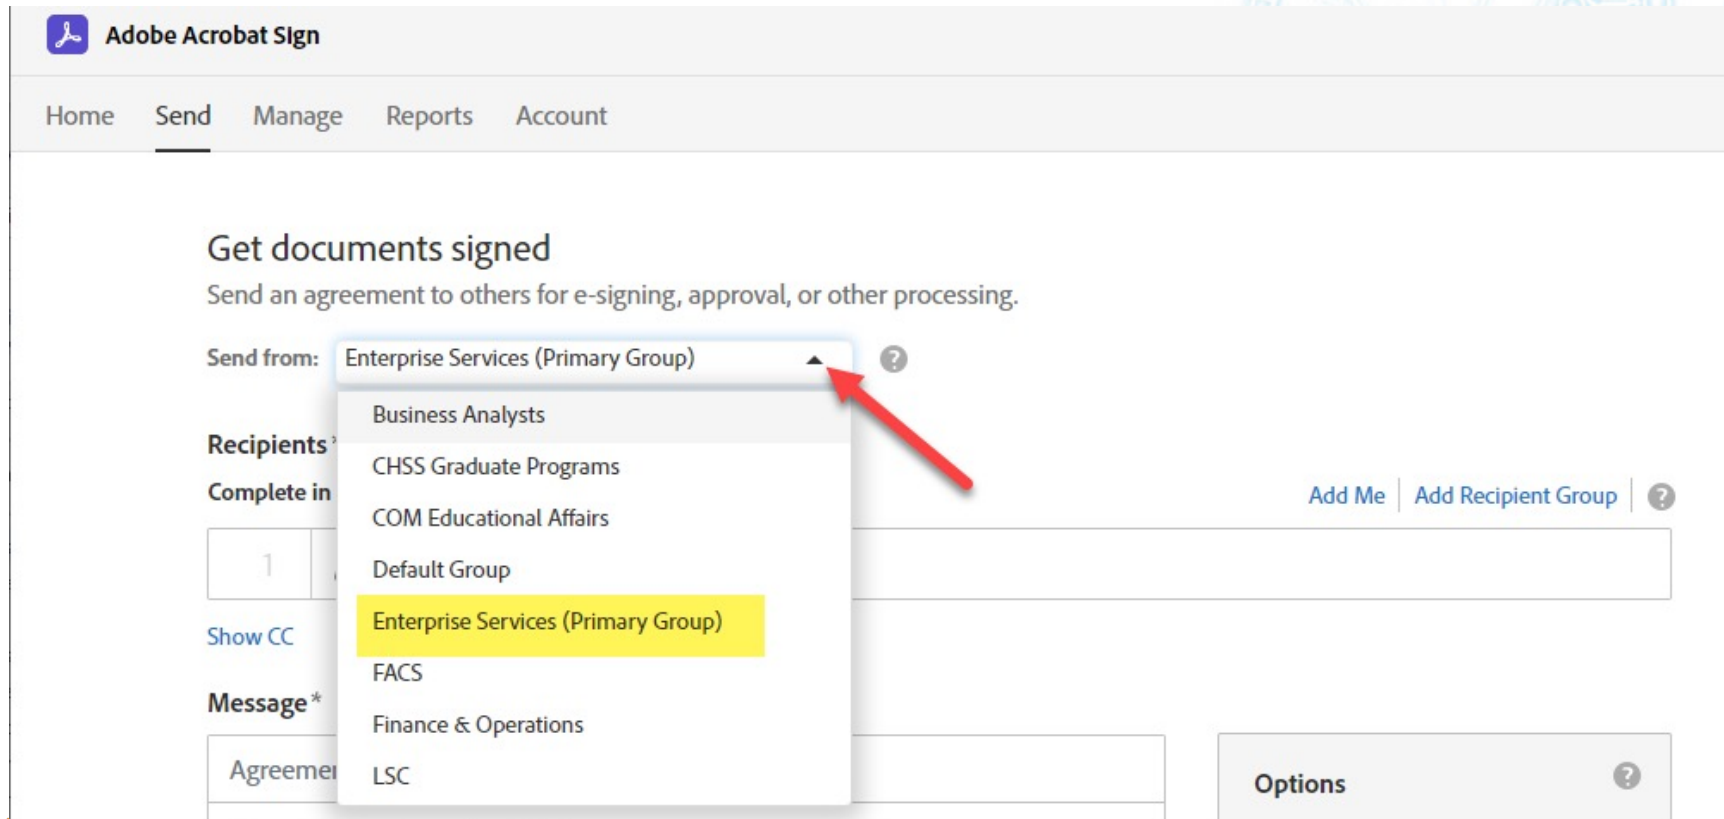 Adobe Acrobat Sign
Home Send Manage Reports Account
Get documents signed
Send an agreement to others for e-signing, approval, or other processing.
Send from: Enterprise Services (Primary Group) ?
Business Analysts
Recipients
CHSS Graduate Programs
Complete in
Add Me Add Recipient Group ?
COM Educational Affairs
1
Default Group
Enterprise Services (Primary Group)
Show CC
FACS
Message*
Finance & Operations
LSC
Options ?